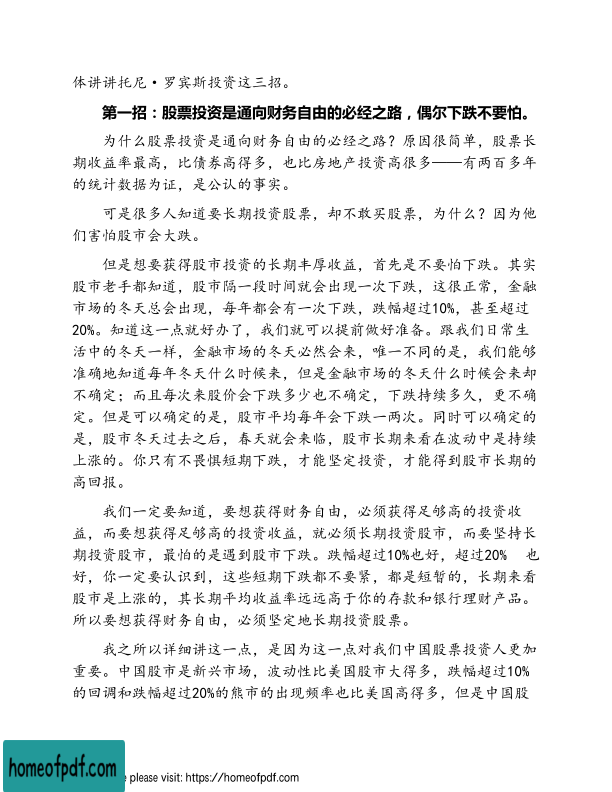 体讲讲托尼·罗宾斯投资这三招。
第一招：股票投资是通向财务自由的必经之路，偶尔下跌不要怕。
为什么股票投资是通向财务自由的必经之路？原因很简单，股票长
期收益率最高，比债券高得多，也比房地产投资高很多——有两百多年
的统计数据为证，是公认的事实。
可是很多人知道要长期投资股票，却不敢买股票，为什么？因为他
们害怕股市会大跌。
但是想要获得股市投资的长期丰厚收益，首先是不要怕下跌。其实
股市老手都知道，股市隔一段时间就会出现一次下跌，这很正常，金融
市场的冬天总会出现，每年都会有一次下跌，跌幅超过10%，甚至超过
20%。知道这一点就好办了，我们就可以提前做好准备。跟我们日常生
活中的冬天一样，金融市场的冬天必然会来，唯一不同的是，我们能够
准确地知道每年冬天什么时候来，但是金融市场的冬天什么时候会来却
不确定；而且每次来股价会下跌多少也不确定，下跌持续多久，更不确
定。但是可以确定的是，股市平均每年会下跌一两次。同时可以确定的
是，股市冬天过去之后，春天就会来临，股市长期来看在波动中是持续
上涨的。你只有不畏惧短期下跌，才能坚定投资，才能得到股市长期的
高回报。
我们一定要知道，要想获得财务自由，必须获得足够高的投资收
益，而要想获得足够高的投资收益，就必须长期投资股市，而要坚持长
期投资股市，最怕的是遇到股市下跌。跌幅超过10%也好，超过20% 也
好，你一定要认识到，这些短期下跌都不要紧，都是短暂的，长期来看
股市是上涨的，其长期平均收益率远远高于你的存款和银行理财产品。
所以要想获得财务自由，必须坚定地长期投资股票。
我之所以详细讲这一点，是因为这一点对我们中国股票投资人更加
重要。中国股市是新兴市场，波动性比美国股市大得多，跌幅超过10%
的回调和跌幅超过20%的熊市的出现频率也比美国高得多，但是中国股
homeofpdf.com
e please visit: https://homeofpdf.com